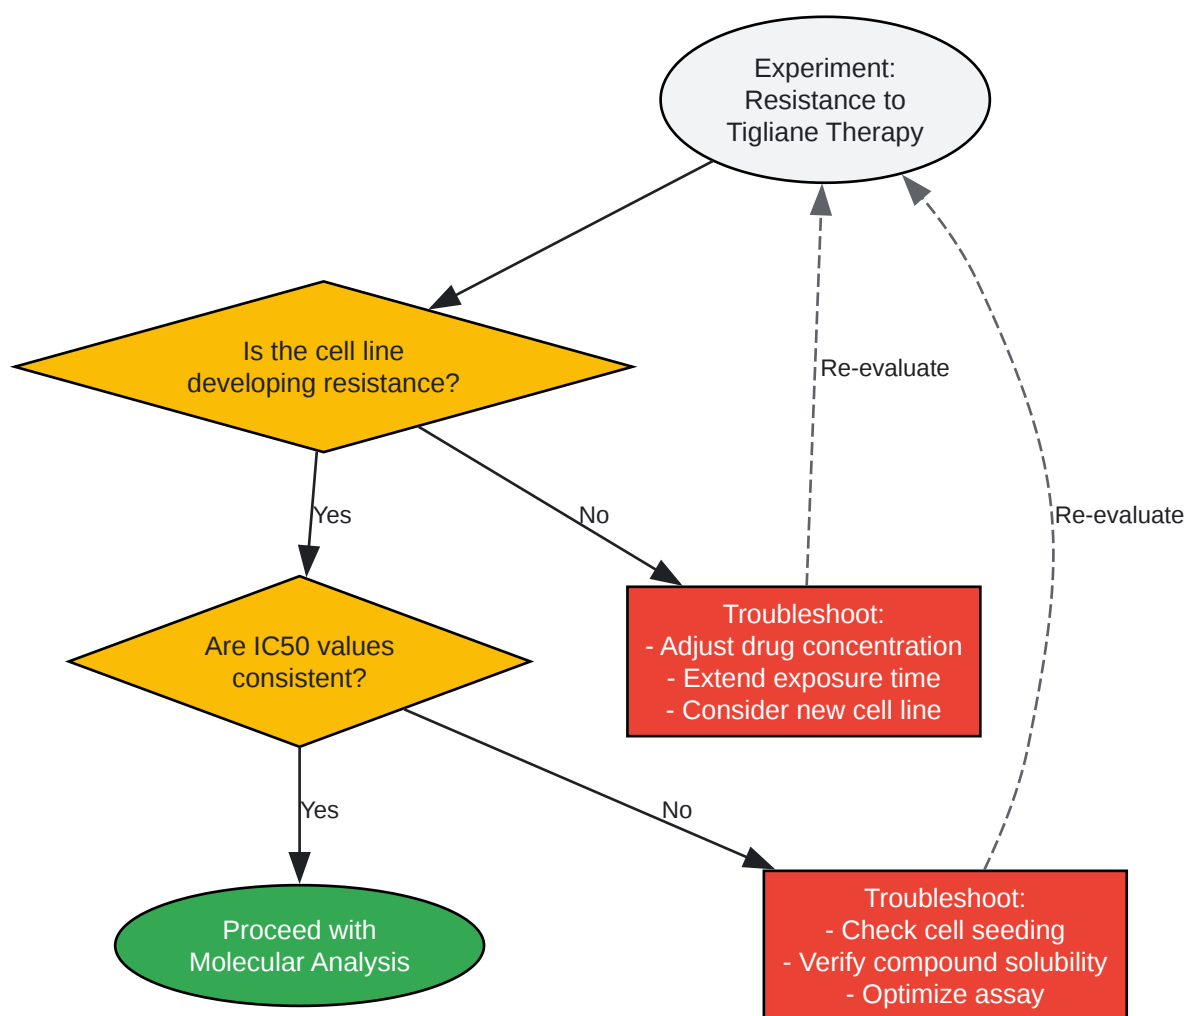 Experiment:
Resistance to
Tigliane Therapy
Is the cell line
developing resistance?
Re-evaluate
Yes
No
Re-evaluate
Are IC50 values
consistent?
Troubleshoot:
- Adjust drug concentration
- Extend exposure time
- Consider new cell line
Yes
No
Proceed with
Molecular Analysis
Troubleshoot:
- Check cell seeding
- Verify compound solubility
- Optimize assay